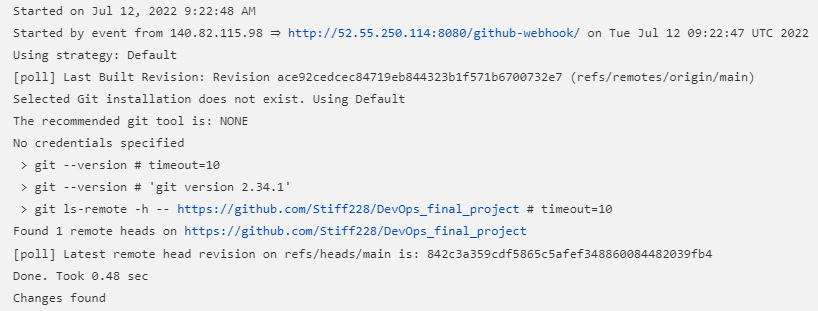 Started on Jul 12, 2022 9:22:48 AM
Started by event from 140.82.115.98 ⇒ http://52.55.250.114:8080/github-webhook/ on Tue Jul 12 09:22:47 UTC 2022
Using strategy: Default
[poll] Last Built Revision: Revision ace92cedcec84719eb844323b1f571b6700732e7 (refs/remotes/origin/main)
Selected Git installation does not exist. Using Default
The recommended git tool is: NONE
No credentials specified
> git --version # timeout=10
> git --version # 'git version 2.34.1'
> git ls-remote -h -- https://github.com/Stiff228/DevOps_final_project # timeout=10
Found 1 remote heads on https://github.com/Stiff228/DevOps_final_project
[poll] Latest remote head revision on refs/heads/main is: 842c3a359cdf5865c5afef348860084482039fb4
Done. Took 0.48 sec
Changes found